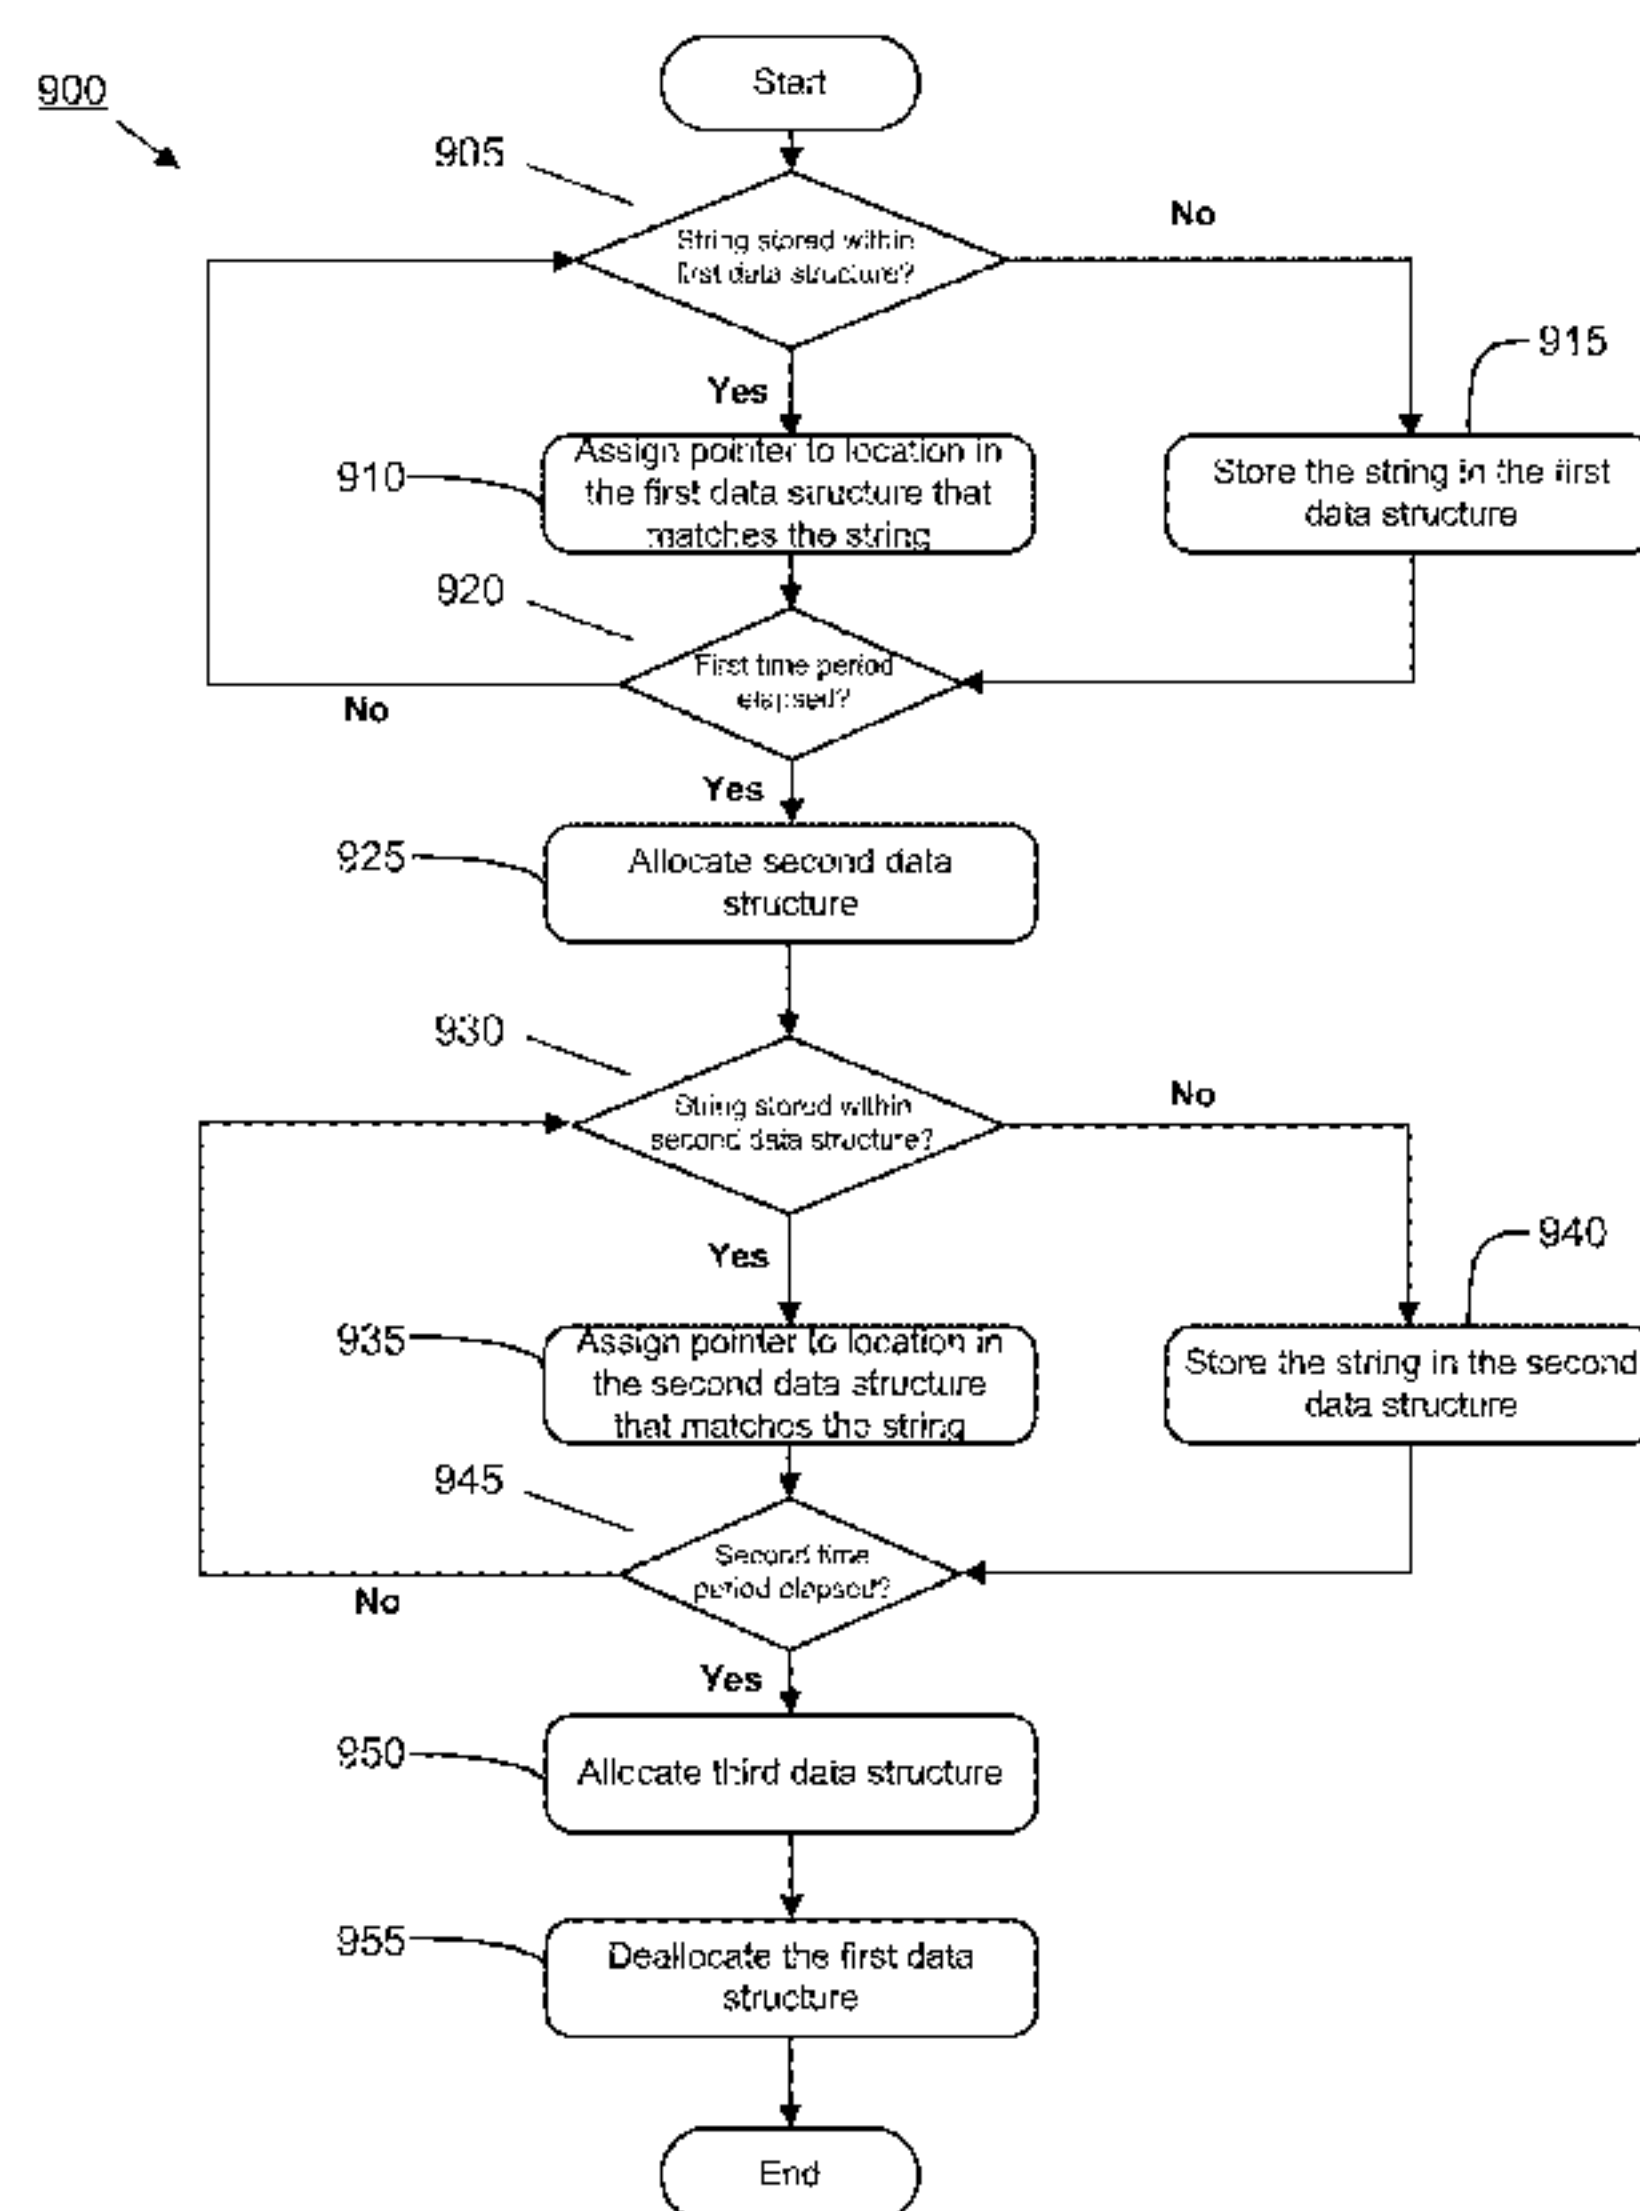 900
Start
905
String stored within
first data structure?
No
Yes
915
910
Assign pointer to location in
the first data structure that
matches the string
Store the string in the first
data structure
920
First time period
elapsed?
No
Yes
925
Allocate second data
structure
930
String stored within
second data structure?
No
Yes
940
935
Assign pointer to location in
the second data structure
that matches the string
Store the string in the second
data structure
945
Second time
period elapsed?
No
Yes
950
Allocate third data structure
955
Deallocate the first data
structure
End